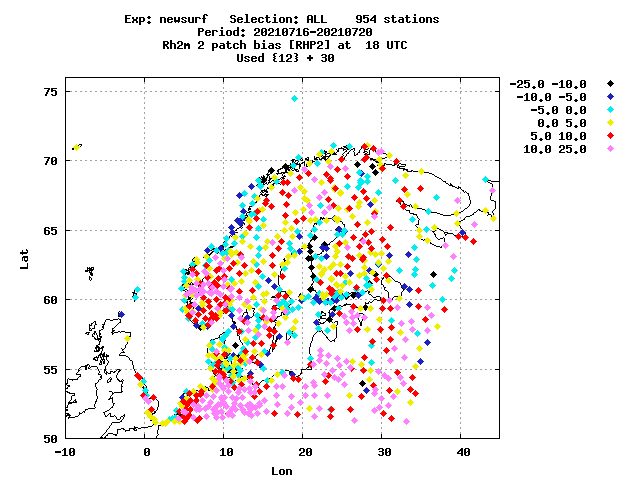 Exp: newsurf   Selection: ALL    954 stations
Period: 20210716-20210720
Rh2m 2 patch bias [RHP2] at  18 UTC
Used {12} + 30
-25.0 -10.0
-10.0 -5.0
-5.0 0.0
0.0 5.0
5.0 10.0
10.0 25.0
75
70
65
60
55
50
Lat
-10 0 10 20 30 40
Lon